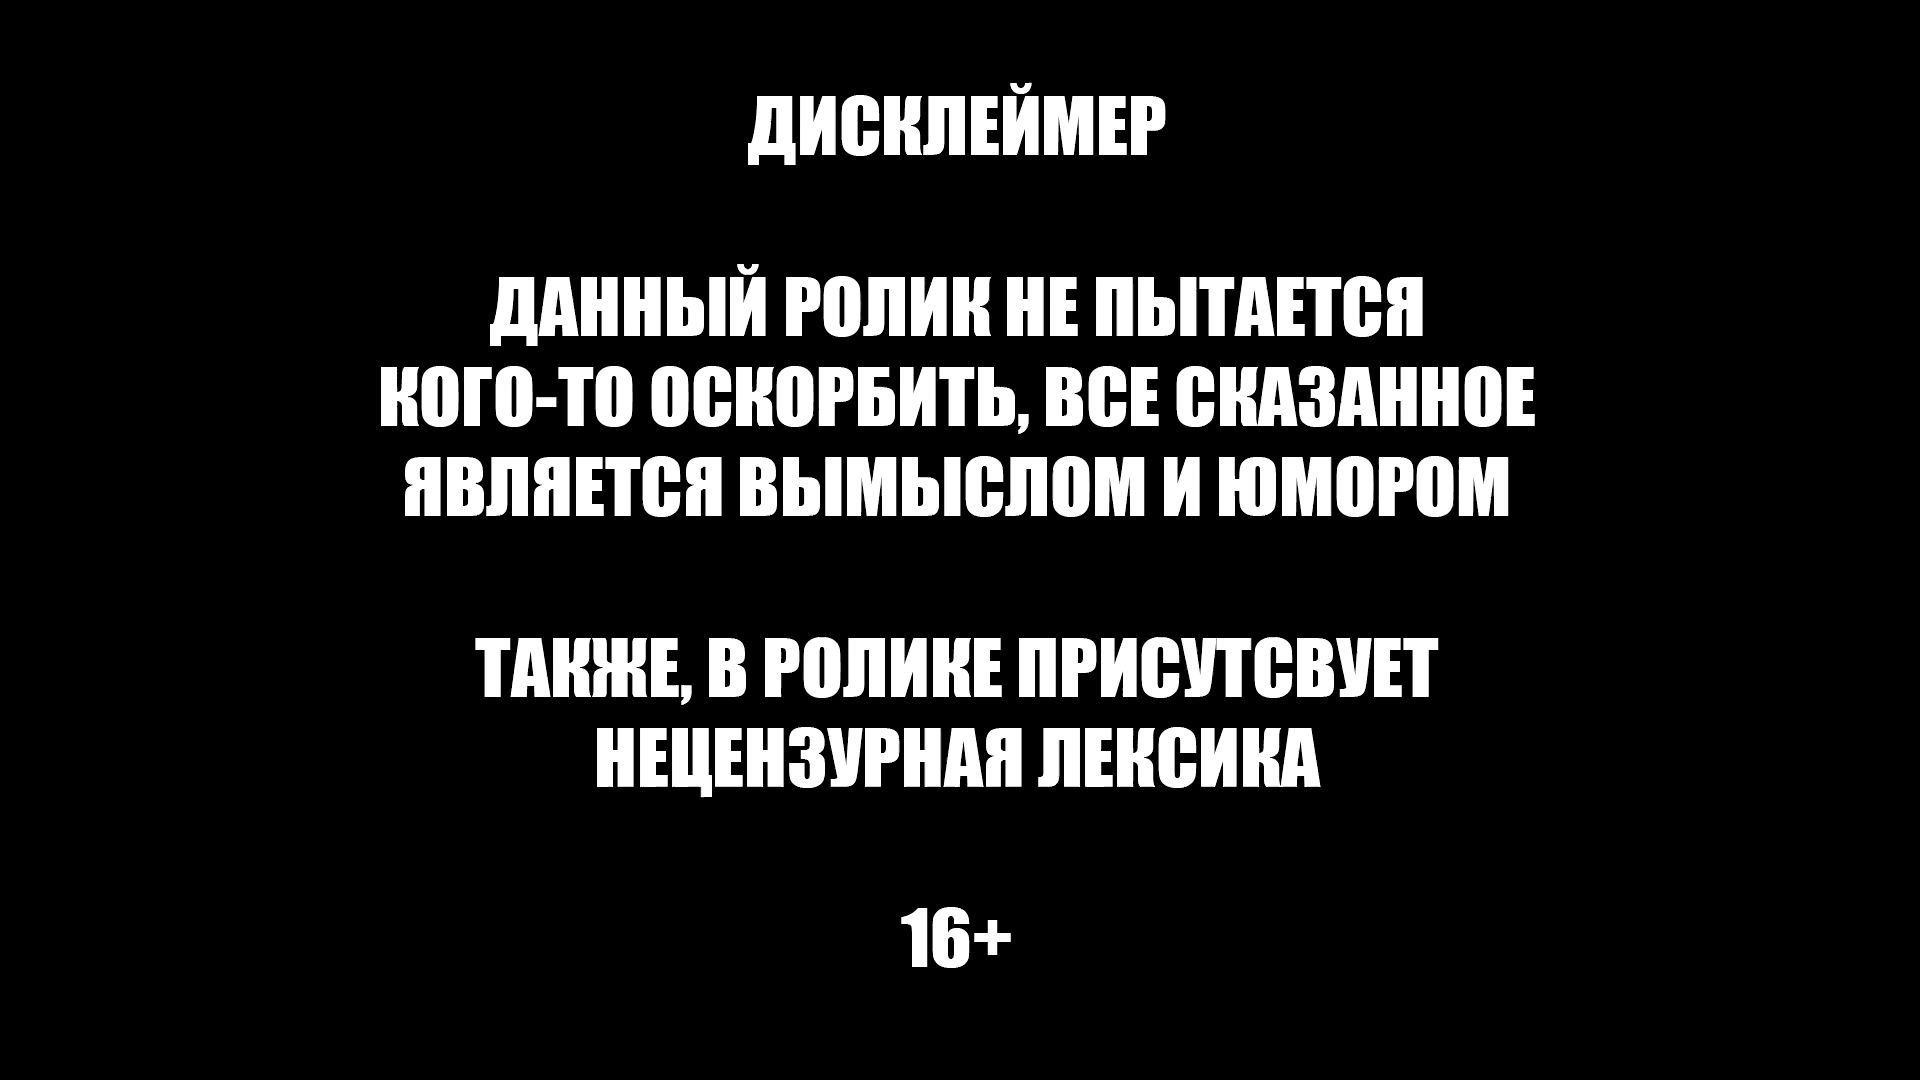 ДИСКЛЕЙМЕР
ДАННЫЙ РОЛИК НЕ ПЫТАЕТСЯ
КОГО-ТО ОСКОРБИТЬ, ВСЕ СКАЗАННОЕ
ЯВЛЯЕТСЯ ВЫМЫСЛОМ И ЮМОРОМ
ТАКЖЕ, В РОЛИКЕ ПРИСУТСВУЕТ
НЕЦЕНЗУРНАЯ ЛЕКСИКА
16+